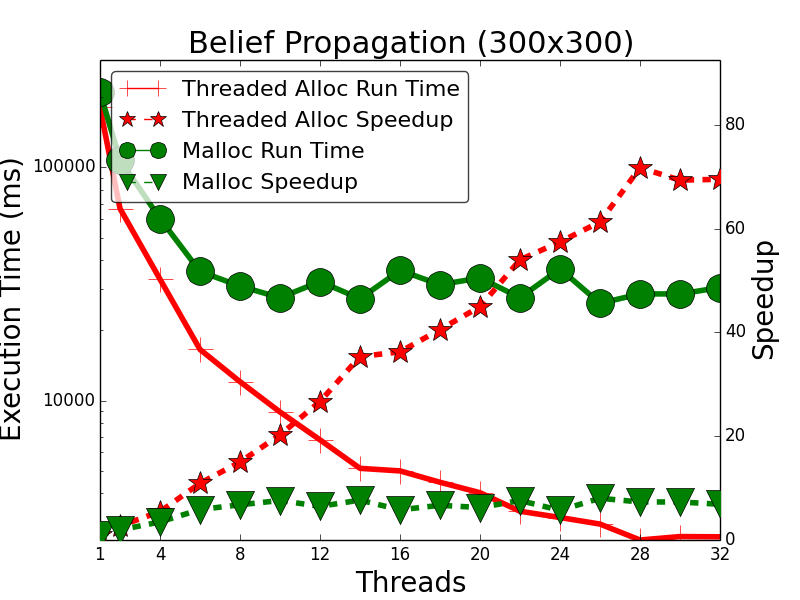 Belief Propagation (300x300)
Threaded Alloc Run Time
Threaded Alloc Speedup
Malloc Run Time
Malloc Speedup
Execution Time (ms)
100000
10000
80
60
40
20
0
Speedup
1 4 8 12 16 20 24 28 32
Threads